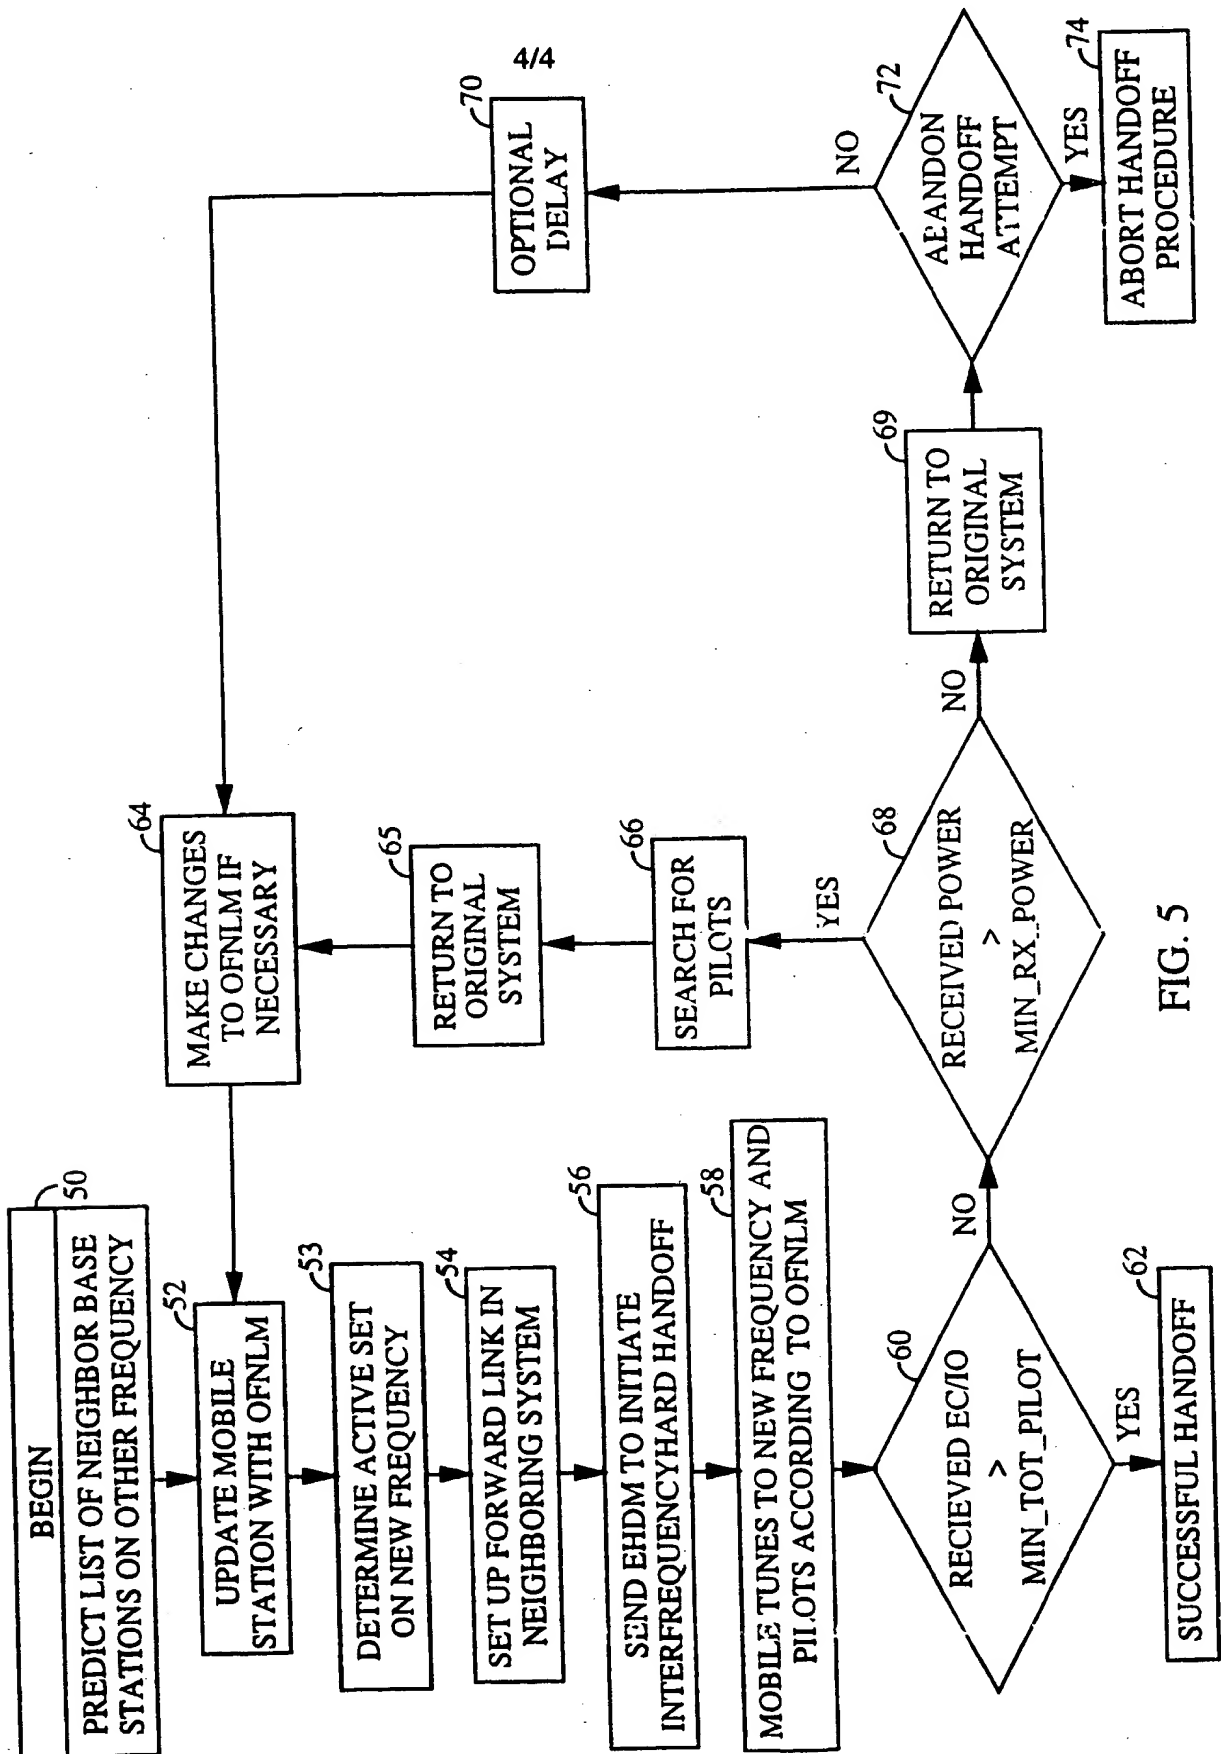 4/4
BEGIN
50
PREDICT LIST OF NEIGHBOR BASE
STATIONS ON OTHER FREQUENCY
52
UPDATE MOBILE
STATION WITH OFNLM
53
DETERMINE ACTIVE SET
ON NEW FREQUENCY
54
SET UP FORWARD LINK IN
NEIGHBORING SYSTEM
56
SEND EHDM TO INITIATE
INTERFREQUENCYHARD HANDOFF
58
MOBILE TUNES TO NEW FREQUENCY AND
PILOTS ACCORDING TO OFNLM
60
RECIEVED EC/IO
>
MIN_TOT_PILOT
YES
62
SUCCESSFUL HANDOFF
NO
68
RECEIVED POWER
>
MIN_RX_POWER
YES
66
SEARCH FOR
PILOTS
65
RETURN TO
ORIGINAL
SYSTEM
64
MAKE CHANGES
TO OFNLM IF
NECESSARY
NO
69
RETURN TO
ORIGINAL
SYSTEM
72
ABANDON
HANDOFF
ATTEMPT
NO
70
OPTIONAL
DELAY
YES
74
ABORT HANDOFF
PROCEDURE
FIG. 5